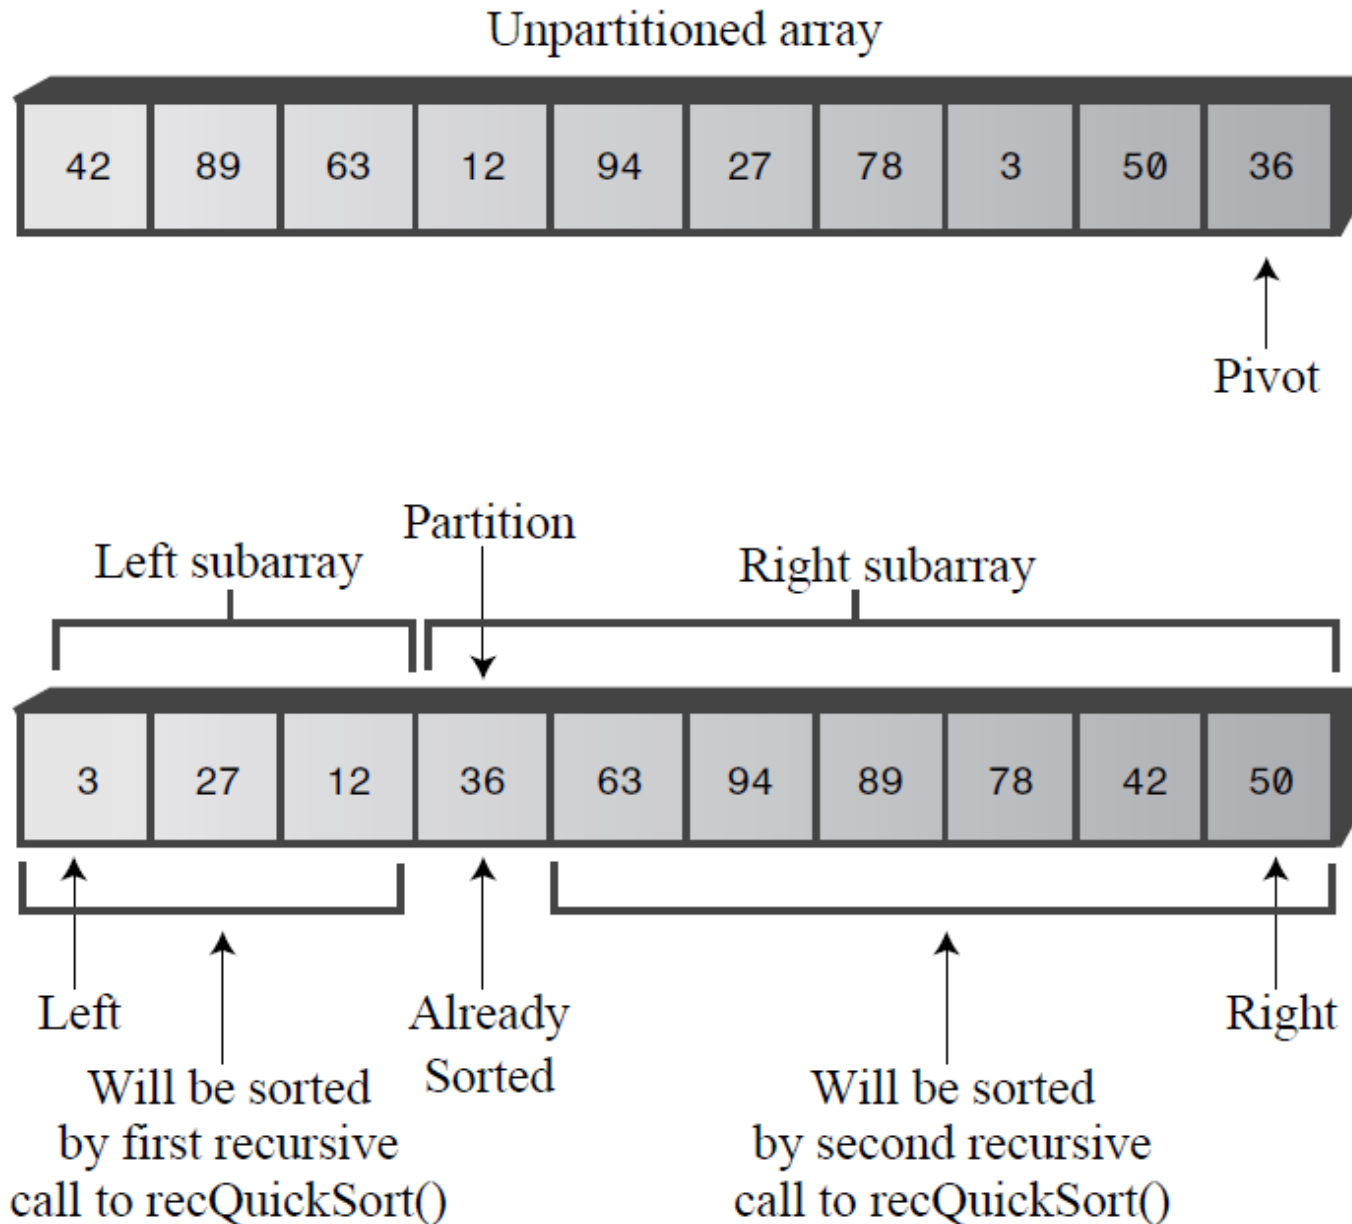 Unpartitioned array
42 89 63 12 94 27 78 3 50 36
Pivot
Partition
Left subarray
Right subarray
3 27 12 36 63 94 89 78 42 50
Left
Already
Sorted
Right
Will be sorted
by first recursive
call to recQuickSort()
Will be sorted
by second recursive
call to recQuickSort()